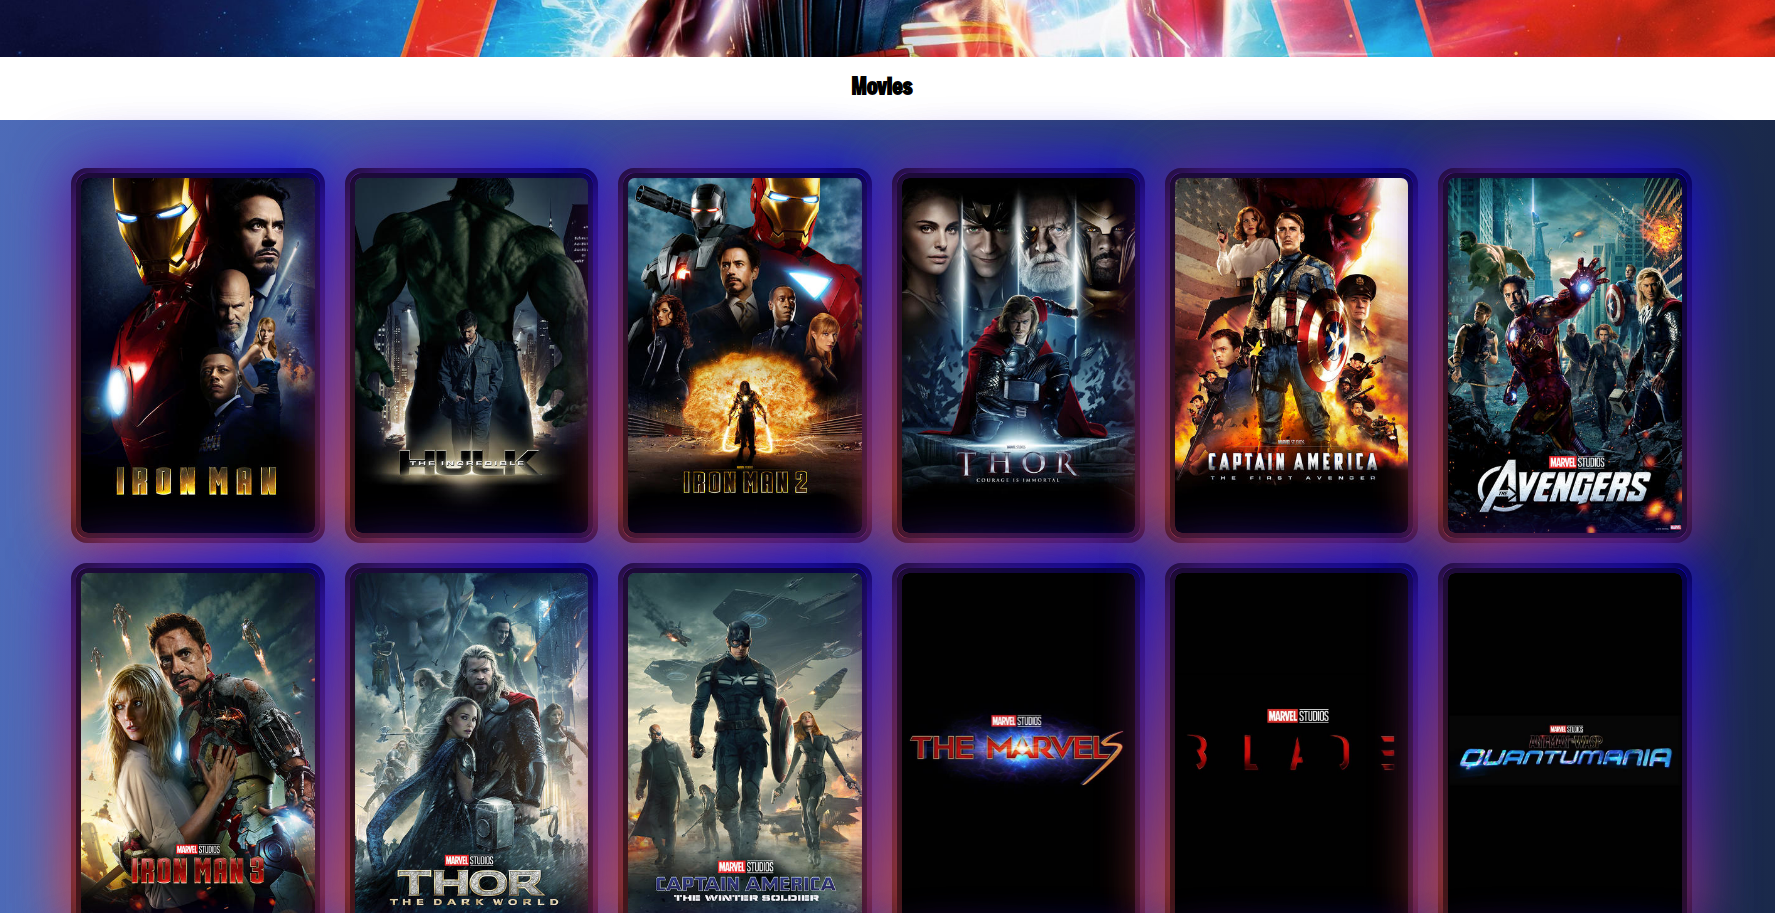 Movies
IRON MAN
THE INCREDIBLE
HULK
IRON MAN 2
THOR
COURAGE IS IMMORTAL
CAPTAIN AMERICA
THE FIRST AVENGER
MARVEL STUDIOS
THE AVENGERS
MARVEL STUDIOS
IRON MAN 3
MARVEL STUDIOS
THOR
THE DARK WORLD
MARVEL STUDIOS
CAPTAIN AMERICA
THE WINTER SOLDIER
MARVEL STUDIOS
THE MARVELS
MARVEL STUDIOS
BLADE
MARVEL STUDIOS
ANT-MAN AND THE WASP
QUANTUMANIA